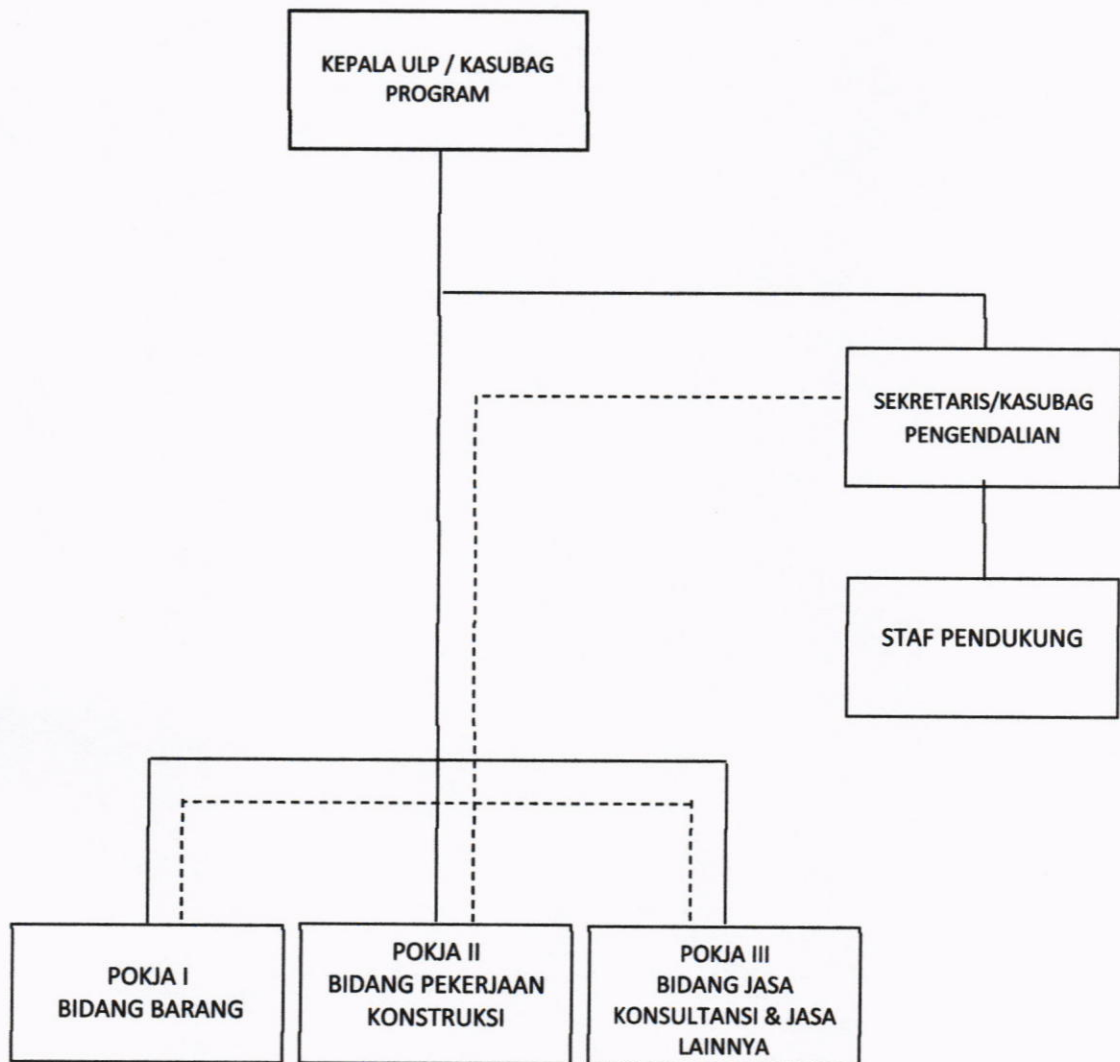 KEPALA ULP / KASUBAG
PROGRAM
SEKRETARIS/KASUBAG
PENGENDALIAN
STAF PENDUKUNG
POKJA I
BIDANG BARANG
POKJA II
BIDANG PEKERJAAN
KONSTRUKSI
POKJA III
BIDANG JASA
KONSULTANSI & JASA
LAINNYA